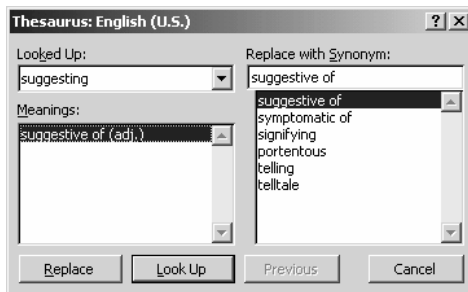 Thesaurus: English (U.S.)
Looked Up:
suggesting
Meanings:
suggestive of (adj.)
Replace with Synonym:
suggestive of
suggestive of
symptomatic of
signifying
portentous
telling
telltale
Replace
Look Up
Previous
Cancel